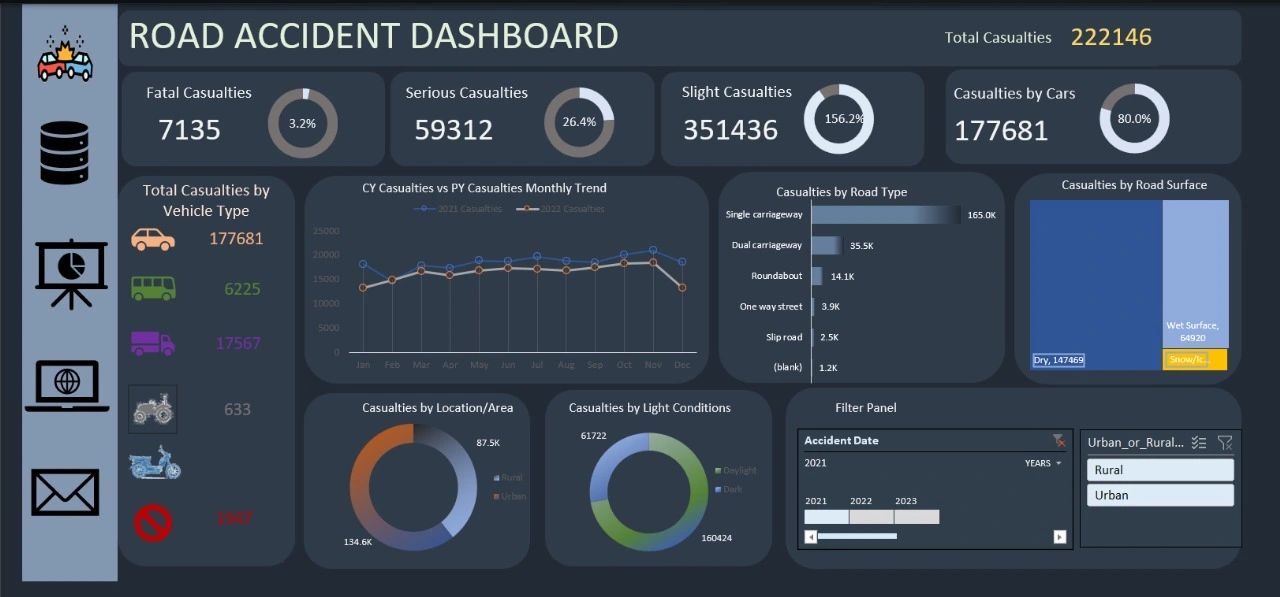 ROAD ACCIDENT DASHBOARD
Total Casualties 222146
Fatal Casualties
7135
3.2%
Serious Casualties
59312
26.4%
Slight Casualties
351436
156.2%
Casualties by Cars
177681
80.0%
Total Casualties by
Vehicle Type
177681
6225
17567
633
CY Casualties vs PY Casualties Monthly Trend
2021 Casualties 2022 Casualties
25000
20000
15000
10000
5000
0
Jan Feb Mar Apr May Jun Jul Aug Sep Oct Nov Dec
Casualties by Road Type
Single carriageway 165.0K
Dual carriageway 35.5K
Roundabout 14.1K
One way street 3.9K
Slip road 2.5K
(blank) 1.2K
Casualties by Road Surface
Wet Surface,
64920
Dry, 147469
Snow/Ic...
Casualties by Location/Area
87.5K
Rural
Urban
134.6K
Casualties by Light Conditions
61722
Daylight
Dark
160424
Filter Panel
Accident Date
2021 YEARS
2021 2022 2023
Urban_or_Rural...
Rural
Urban